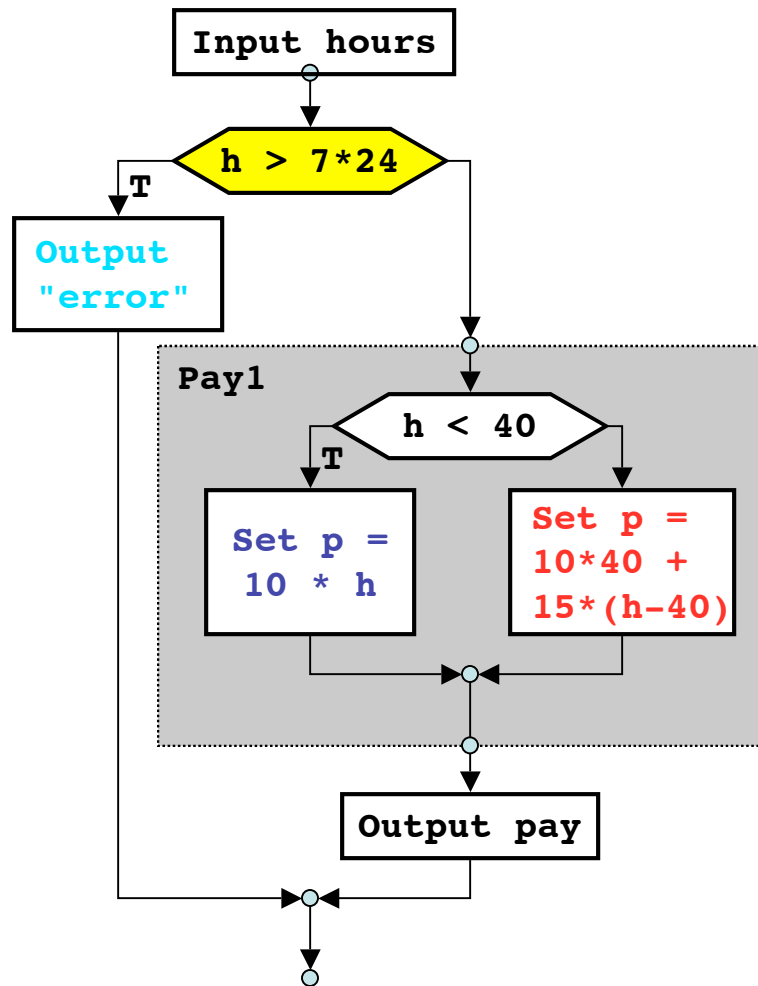 Input hours
h > 7*24
T
Output
"error"
Pay1
h < 40
T
Set p =
10 * h
Set p =
10*40 +
15*(h-40)
Output pay